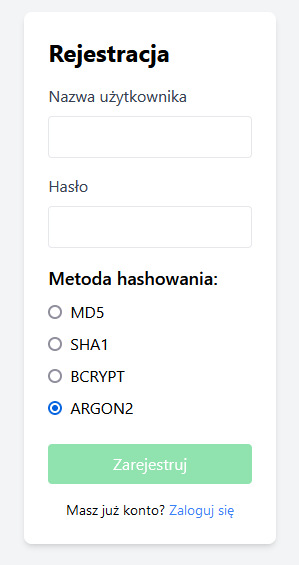 Rejestracja
Nazwa użytkownika
Hasło
Metoda hashowania:
MD5
SHA1
BCRYPT
ARGON2
Zarejestruj
Masz już konto? Zaloguj się